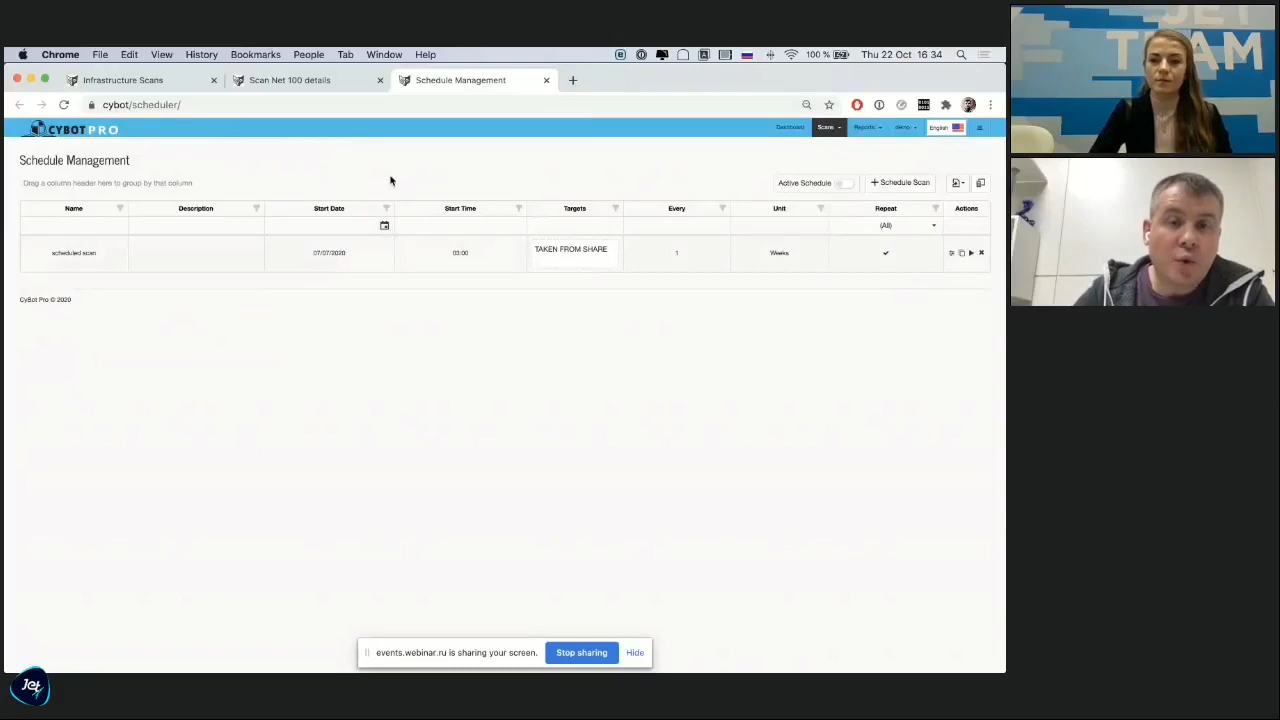 Chrome File Edit View History Bookmarks People Tab Window Help 100 % Thu 22 Oct 16:34
Infrastructure Scans Scan Net 100 details Schedule Management
cybot/scheduler/
CYBOT PRO Dashboard Scans Reports demo English
Schedule Management
Drag a column header here to group by that column Active Schedule + Schedule Scan
Name Description Start Date Start Time Targets Every Unit Repeat Actions
(All)
scheduled scan 07/07/2020 03:00 TAKEN FROM SHARE 1 Weeks
CyBot Pro © 2020
events.webinar.ru is sharing your screen. Stop sharing Hide
Jet
JET
TEAM